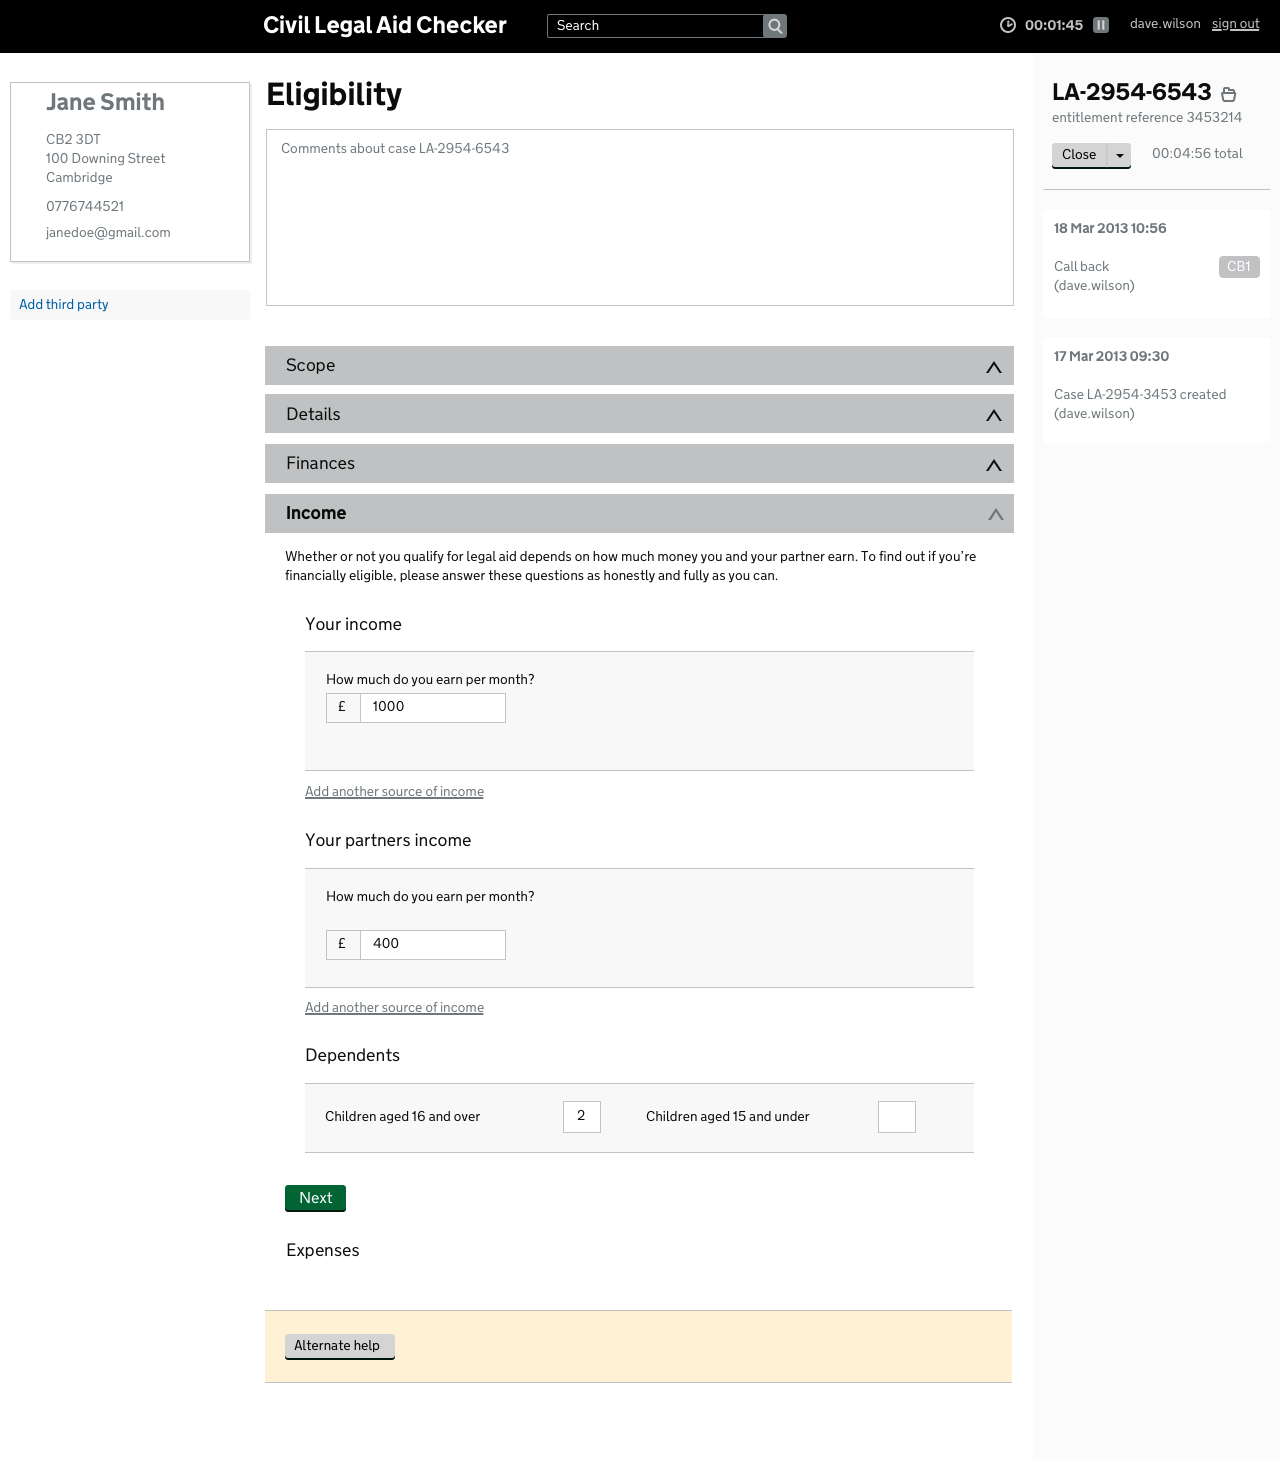 Civil Legal Aid Checker
Search
00:01:45
dave.wilson
sign out
Jane Smith
CB2 3DT
100 Downing Street
Cambridge
0776744521
janedoe@gmail.com
Add third party
Eligibility
Comments about case LA-2954-6543
Scope
Details
Finances
Income
Whether or not you qualify for legal aid depends on how much money you and your partner earn. To find out if you're
financially eligible, please answer these questions as honestly and fully as you can.
Your income
How much do you earn per month?
£ 1000
Add another source of income
Your partners income
How much do you earn per month?
£ 400
Add another source of income
Dependents
Children aged 16 and over 2 Children aged 15 and under
Next
Expenses
Alternate help
LA-2954-6543
entitlement reference 3453214
Close
00:04:56 total
18 Mar 2013 10:56
Call back CB1
(dave.wilson)
17 Mar 2013 09:30
Case LA-2954-3453 created
(dave.wilson)